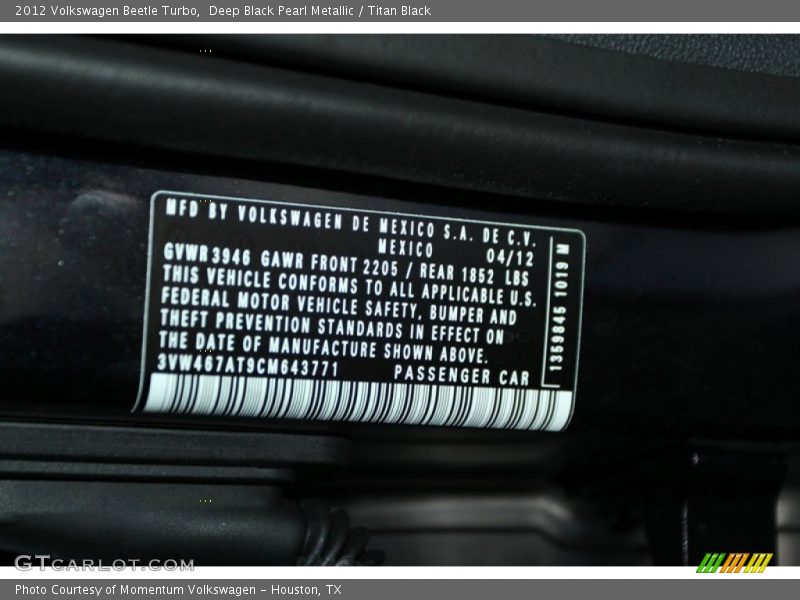 2012 Volkswagen Beetle Turbo, Deep Black Pearl Metallic / Titan Black
MFD BY VOLKSWAGEN DE MEXICO S.A. DE C.V.
MEXICO 04/12
GVWR 3946 GAWR FRONT 2205 / REAR 1852 LBS
THIS VEHICLE CONFORMS TO ALL APPLICABLE U.S.
FEDERAL MOTOR VEHICLE SAFETY, BUMPER AND
THEFT PREVENTION STANDARDS IN EFFECT ON
THE DATE OF MANUFACTURE SHOWN ABOVE.
3VW467AT9CM643771 PASSENGER CAR
1359865 1019 M
GTCARLOT.COM
Photo Courtesy of Momentum Volkswagen - Houston, TX